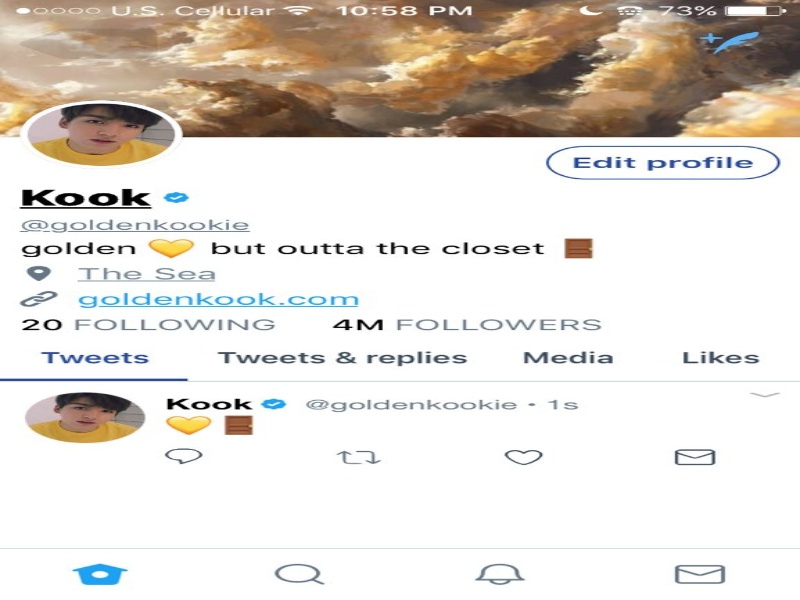 U.S. Cellular 10:58 PM 73%
Edit profile
Kook
@goldenkookie
golden 💛 but outta the closet 🚪
The Sea
goldenkook.com
20 FOLLOWING 4M FOLLOWERS
Tweets Tweets & replies Media Likes
Kook @goldenkookie • 1s
💛 🚪